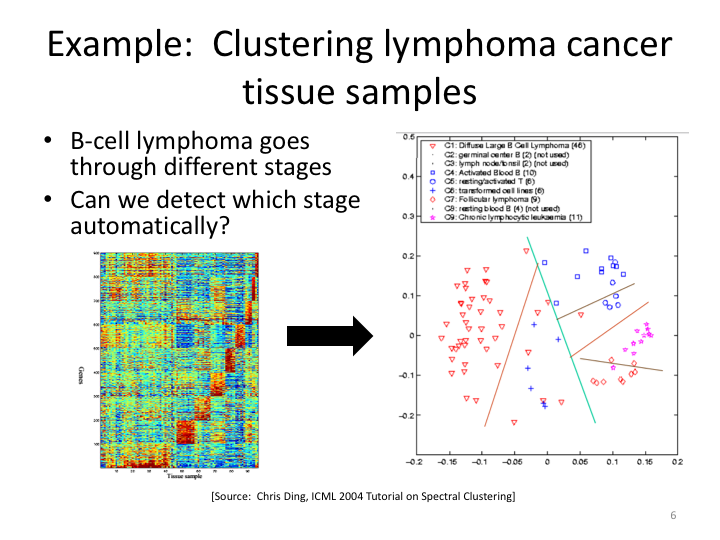 Example:  Clustering lymphoma cancer
tissue samples
• B-cell lymphoma goes
through different stages
• Can we detect which stage
automatically?
Genes
Tissue sample
C1: Diffuse Large B Cell Lymphoma (46)
C2: germinal center B (2) (not used)
C3: lymph node/tonsil (2) (not used)
C4: Activated Blood B (10)
C5: resting/activated T (6)
C6: transformed cell lines (6)
C7: Follicular lymphoma (9)
C8: resting blood B (4) (not used)
C9: Chronic lymphocytic leukaemia (11)
0.5
0.4
0.3
0.2
0.1
0
−0.1
−0.2
−0.2 −0.15 −0.1 −0.05 0 0.05 0.1 0.15 0.2
[Source:  Chris Ding, ICML 2004 Tutorial on Spectral Clustering]
6